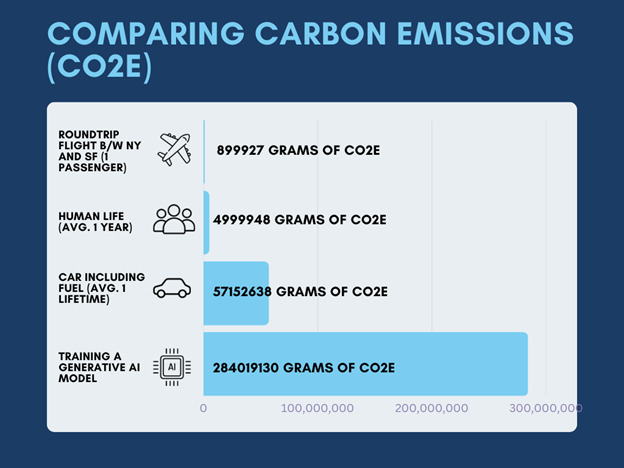 COMPARING CARBON EMISSIONS
(CO2E)
ROUNDTRIP
FLIGHT B/W NY
AND SF (1
PASSENGER)
899927 GRAMS OF CO2E
HUMAN LIFE
(AVG. 1 YEAR)
4999948 GRAMS OF CO2E
CAR INCLUDING
FUEL (AVG. 1
LIFETIME)
57152638 GRAMS OF CO2E
TRAINING A
GENERATIVE AI
MODEL
AI
284019130 GRAMS OF CO2E
0 100,000,000 200,000,000 300,000,000